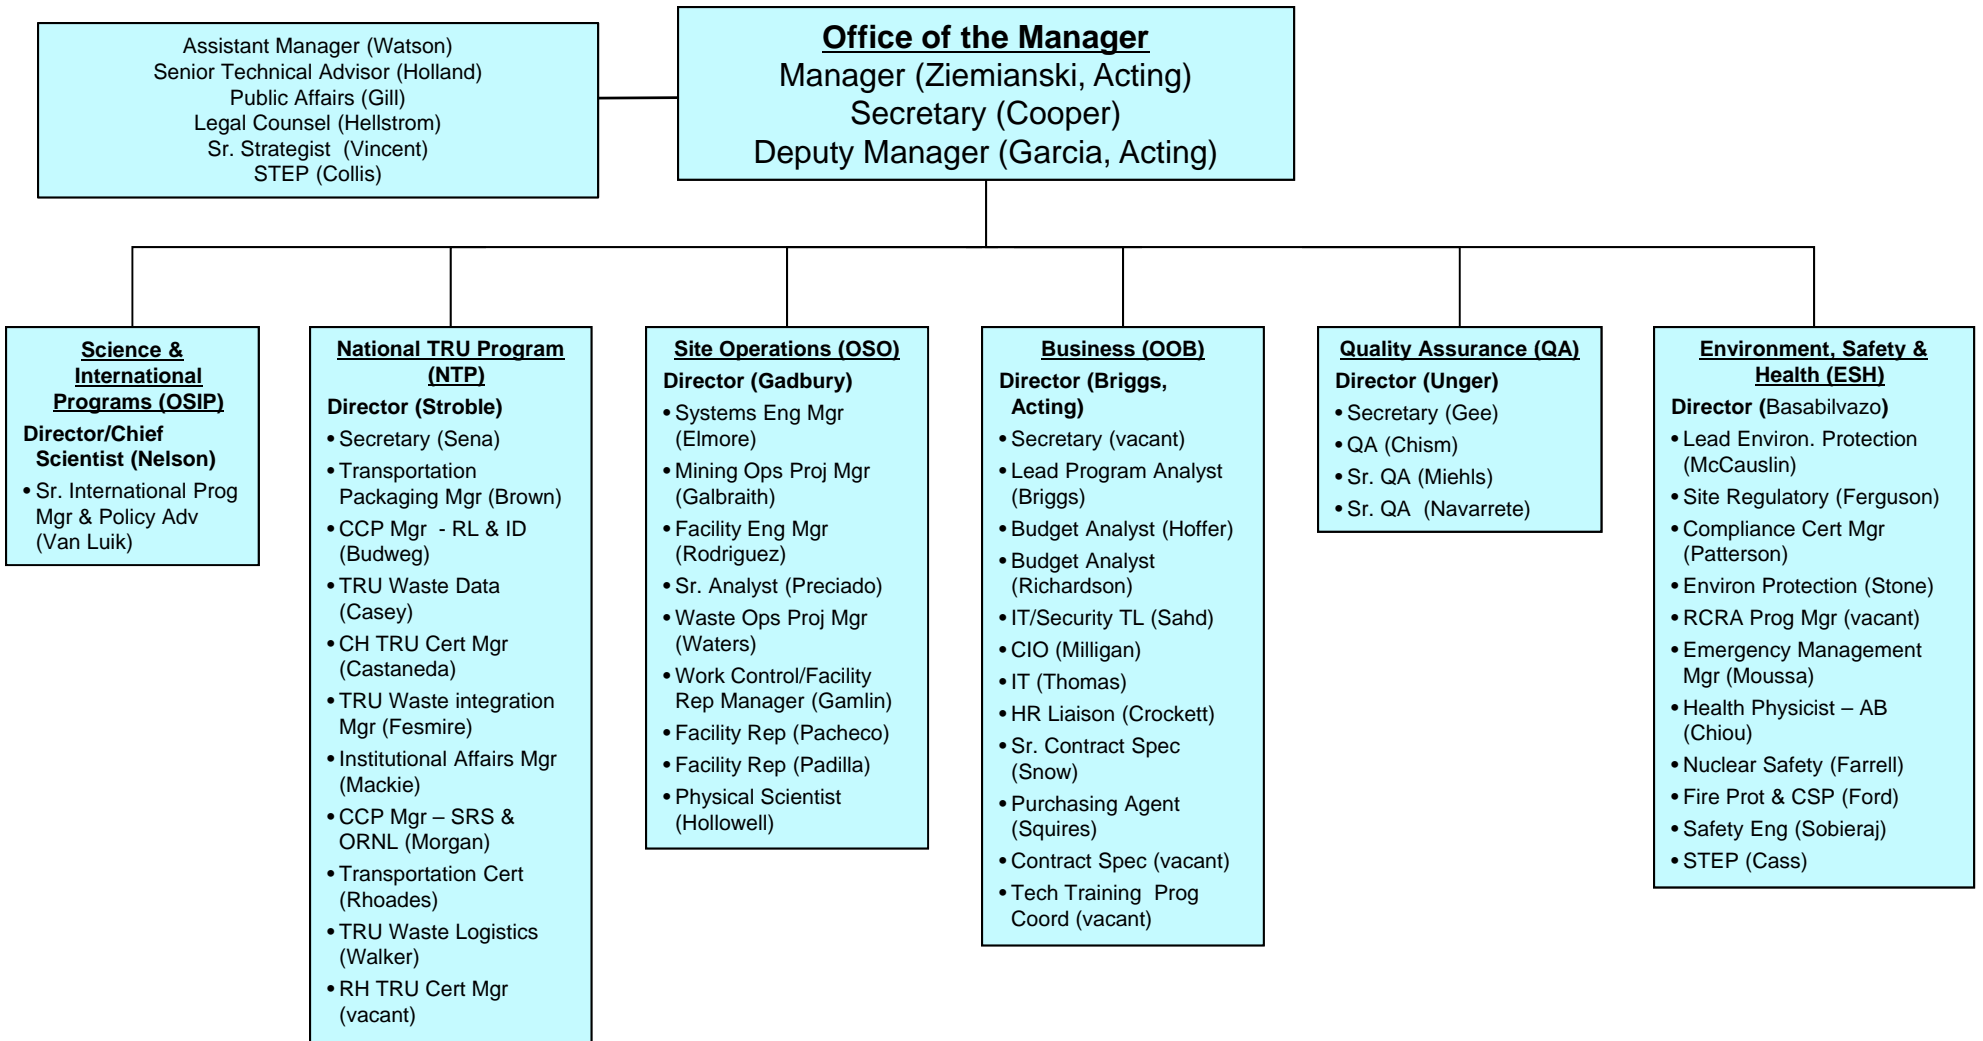 Assistant Manager (Watson)
Senior Technical Advisor (Holland)
Public Affairs (Gill)
Legal Counsel (Hellstrom)
Sr. Strategist  (Vincent)
STEP (Collis)
Office of the Manager
Manager (Ziemianski, Acting)
Secretary (Cooper)
Deputy Manager (Garcia, Acting)
Science &
International
Programs (OSIP)
Director/Chief
Scientist (Nelson)
• Sr. International Prog
Mgr & Policy Adv
(Van Luik)
National TRU Program
(NTP)
Director (Stroble)
• Secretary (Sena)
• Transportation
Packaging Mgr (Brown)
• CCP Mgr  - RL & ID
(Budweg)
• TRU Waste Data
(Casey)
• CH TRU Cert Mgr
(Castaneda)
• TRU Waste integration
Mgr (Fesmire)
• Institutional Affairs Mgr
(Mackie)
• CCP Mgr – SRS &
ORNL (Morgan)
• Transportation Cert
(Rhoades)
• TRU Waste Logistics
(Walker)
• RH TRU Cert Mgr
(vacant)
Site Operations (OSO)
Director (Gadbury)
• Systems Eng Mgr
(Elmore)
• Mining Ops Proj Mgr
(Galbraith)
• Facility Eng Mgr
(Rodriguez)
• Sr. Analyst (Preciado)
• Waste Ops Proj Mgr
(Waters)
• Work Control/Facility
Rep Manager (Gamlin)
• Facility Rep (Pacheco)
• Facility Rep (Padilla)
• Physical Scientist
(Hollowell)
Business (OOB)
Director (Briggs,
Acting)
• Secretary (vacant)
• Lead Program Analyst
(Briggs)
• Budget Analyst (Hoffer)
• Budget Analyst
(Richardson)
• IT/Security TL (Sahd)
• CIO (Milligan)
• IT (Thomas)
• HR Liaison (Crockett)
• Sr. Contract Spec
(Snow)
• Purchasing Agent
(Squires)
• Contract Spec (vacant)
• Tech Training  Prog
Coord (vacant)
Quality Assurance (QA)
Director (Unger)
• Secretary (Gee)
• QA (Chism)
• Sr. QA (Miehls)
• Sr. QA  (Navarrete)
Environment, Safety &
Health (ESH)
Director (Basabilvazo)
• Lead Environ. Protection
(McCauslin)
• Site Regulatory (Ferguson)
• Compliance Cert Mgr
(Patterson)
• Environ Protection (Stone)
• RCRA Prog Mgr (vacant)
• Emergency Management
Mgr (Moussa)
• Health Physicist – AB
(Chiou)
• Nuclear Safety (Farrell)
• Fire Prot & CSP (Ford)
• Safety Eng (Sobieraj)
• STEP (Cass)